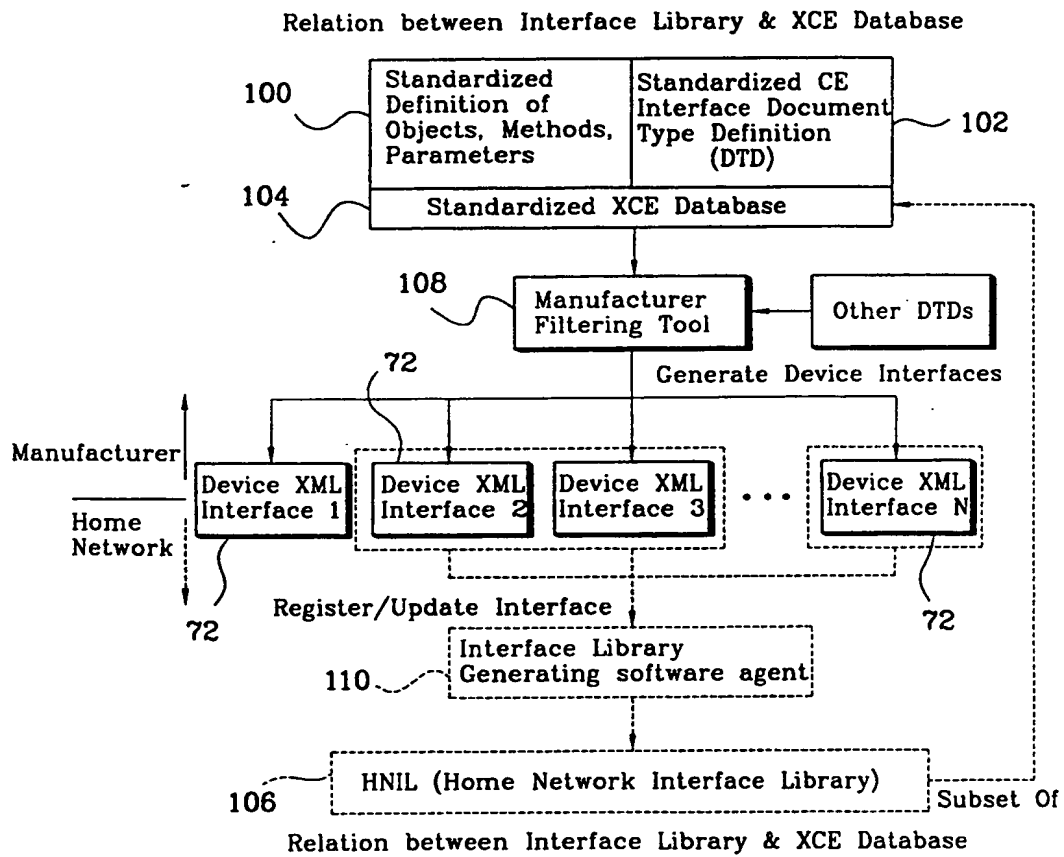 Relation between Interface Library & XCE Database
100
Standardized
Definition of
Objects, Methods,
Parameters
Standardized CE
Interface Document
Type Definition
(DTD)
102
104
Standardized XCE Database
108
Manufacturer
Filtering Tool
Other DTDs
72
Generate Device Interfaces
Manufacturer
Home
Network
Device XML
Interface 1
Device XML
Interface 2
Device XML
Interface 3
Device XML
Interface N
72
Register/Update Interface
72
110
Interface Library
Generating software agent
106
HNIL (Home Network Interface Library)
Subset Of
Relation between Interface Library & XCE Database